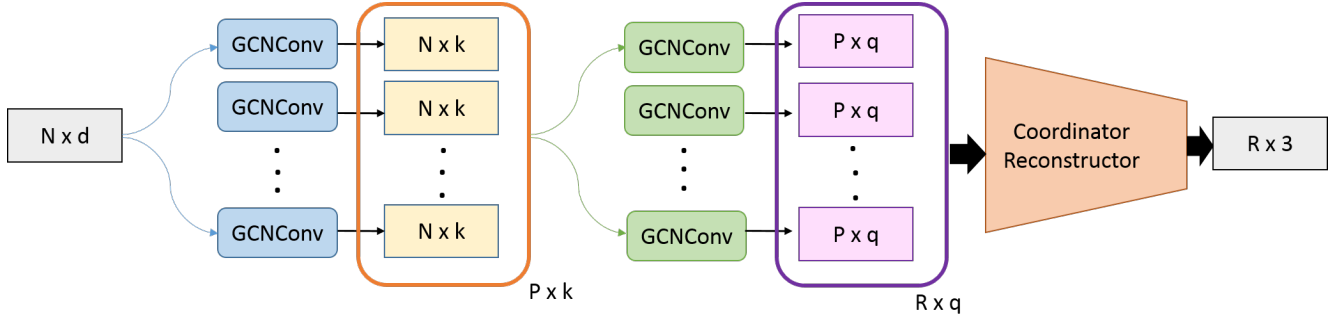 N x d
GCNConv
GCNConv
GCNConv
N x k
N x k
N x k
P x k
GCNConv
GCNConv
GCNConv
P x q
P x q
P x q
R x q
Coordinator
Reconstructor
R x 3